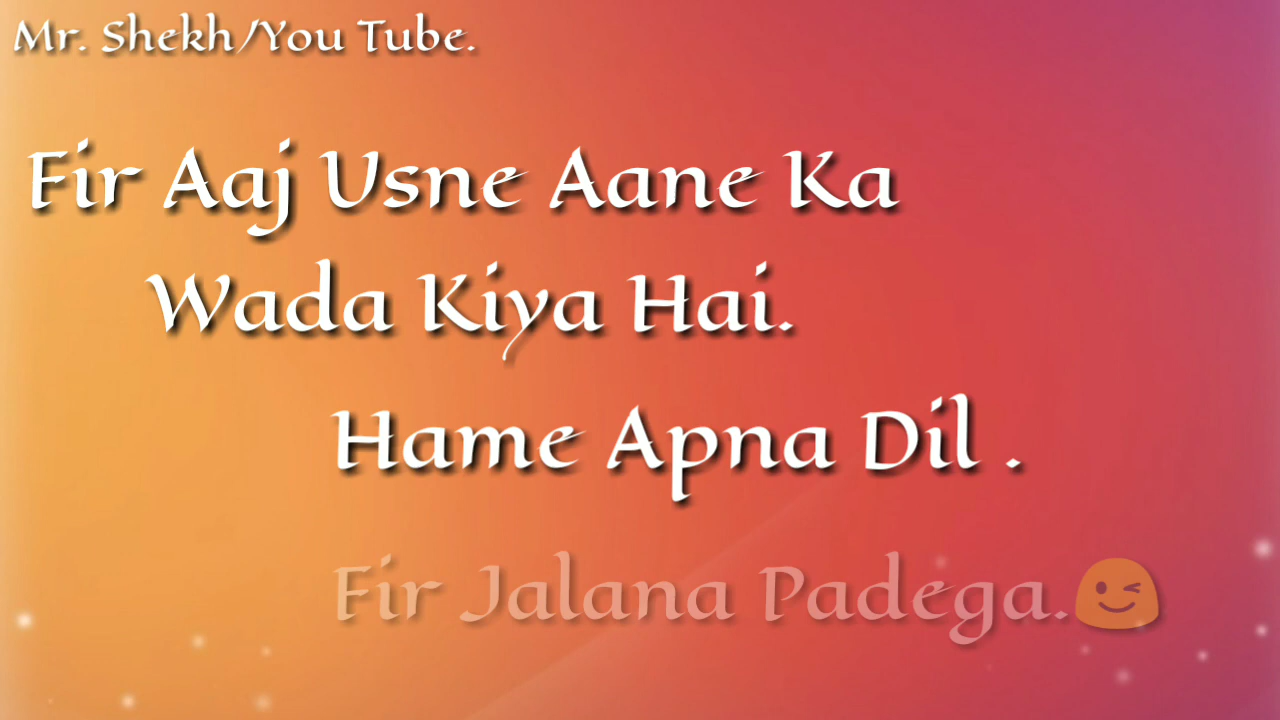 Mr. Shekh/You Tube.
Fir Aaj Usne Aane Ka
Wada Kiya Hai.
Hame Apna Dil .
Fir Jalana Padega.😉